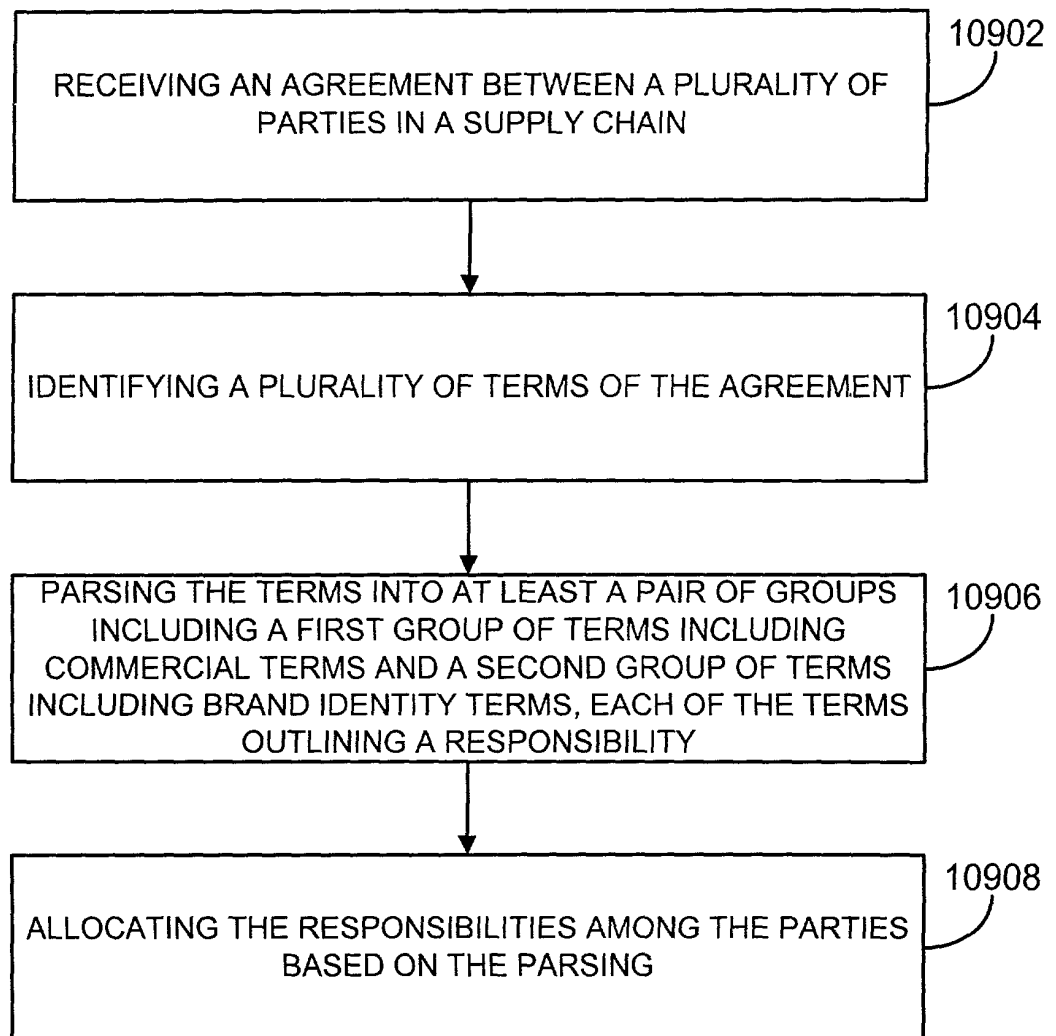 10902
RECEIVING AN AGREEMENT BETWEEN A PLURALITY OF
PARTIES IN A SUPPLY CHAIN
10904
IDENTIFYING A PLURALITY OF TERMS OF THE AGREEMENT
10906
PARSING THE TERMS INTO AT LEAST A PAIR OF GROUPS
INCLUDING A FIRST GROUP OF TERMS INCLUDING
COMMERCIAL TERMS AND A SECOND GROUP OF TERMS
INCLUDING BRAND IDENTITY TERMS, EACH OF THE TERMS
OUTLINING A RESPONSIBILITY
10908
ALLOCATING THE RESPONSIBILITIES AMONG THE PARTIES
BASED ON THE PARSING